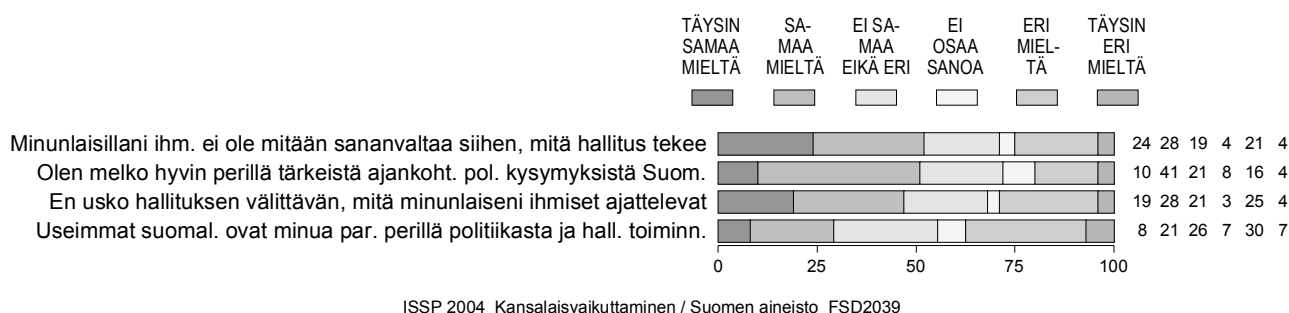 TÄYSIN SAMAA MIELTÄ
SA- MAA MIELTÄ
EI SA- MAA EIKÄ ERI
EI OSAA SANOA
ERI MIEL- TÄ
TÄYSIN ERI MIELTÄ
Minunlaisillani ihm. ei ole mitään sananvaltaa siihen, mitä hallitus tekee 24 28 19 4 21 4
Olen melko hyvin perillä tärkeistä ajankoht. pol. kysymyksistä Suom. 10 41 21 8 16 4
En usko hallituksen välittävän, mitä minunlaiseni ihmiset ajattelevat 19 28 21 3 25 4
Useimmat suomal. ovat minua par. perillä politiikasta ja hall. toiminn. 8 21 26 7 30 7
0 25 50 75 100
ISSP 2004 Kansalaisvaikuttaminen / Suomen aineisto FSD2039